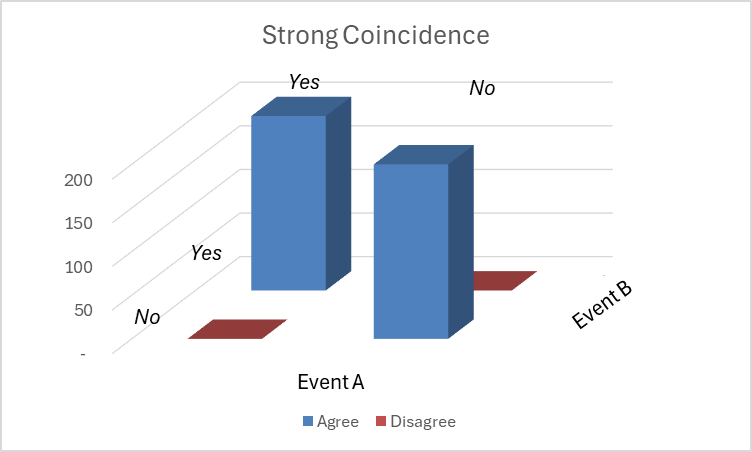 Strong Coincidence
Yes
No
200
150
100
50
-
Yes
No
Event B
Event A
Agree
Disagree